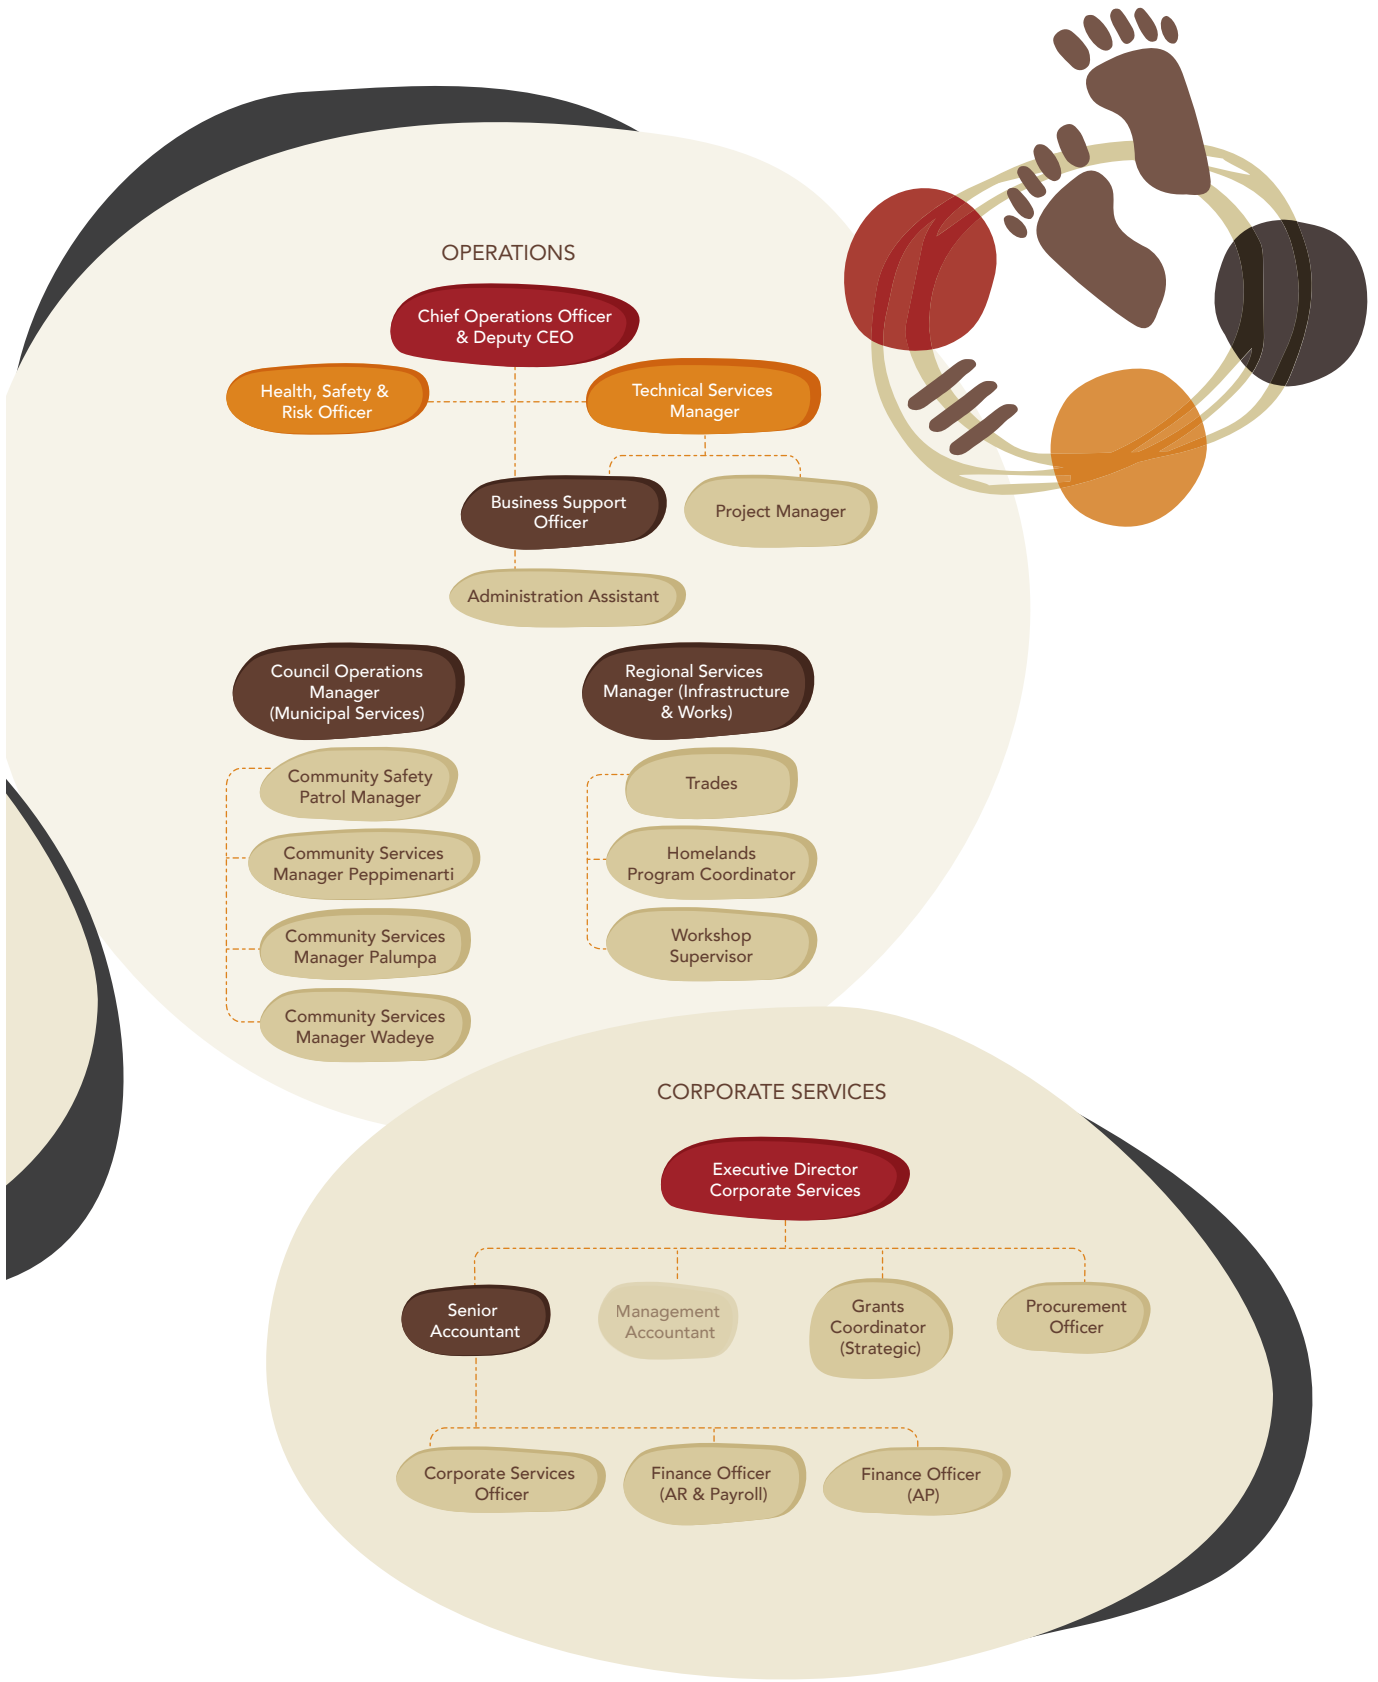 OPERATIONS
Chief Operations Officer
& Deputy CEO
Health, Safety &
Risk Officer
Technical Services
Manager
Business Support
Officer
Project Manager
Administration Assistant
Council Operations
Manager
(Municipal Services)
Regional Services
Manager (Infrastructure
& Works)
Community Safety
Patrol Manager
Trades
Community Services
Manager Peppimenarti
Homelands
Program Coordinator
Community Services
Manager Palumpa
Workshop
Supervisor
Community Services
Manager Wadeye
CORPORATE SERVICES
Executive Director
Corporate Services
Senior
Accountant
Management
Accountant
Grants
Coordinator
(Strategic)
Procurement
Officer
Corporate Services
Officer
Finance Officer
(AR & Payroll)
Finance Officer
(AP)